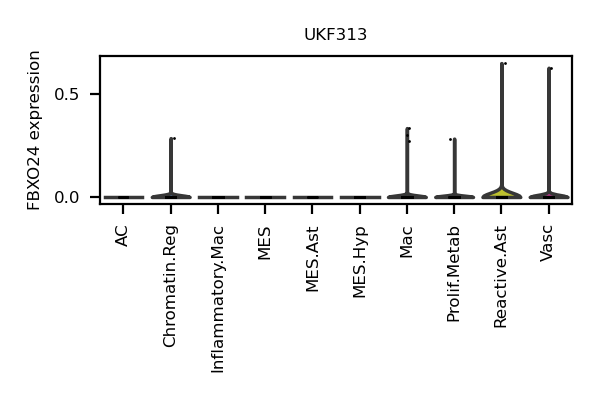 UKF313
FBXO24 expression
0.5
0.0
AC
Chromatin.Reg
Inflammatory.Mac
MES
MES.Ast
MES.Hyp
Mac
Prolif.Metab
Reactive.Ast
Vasc